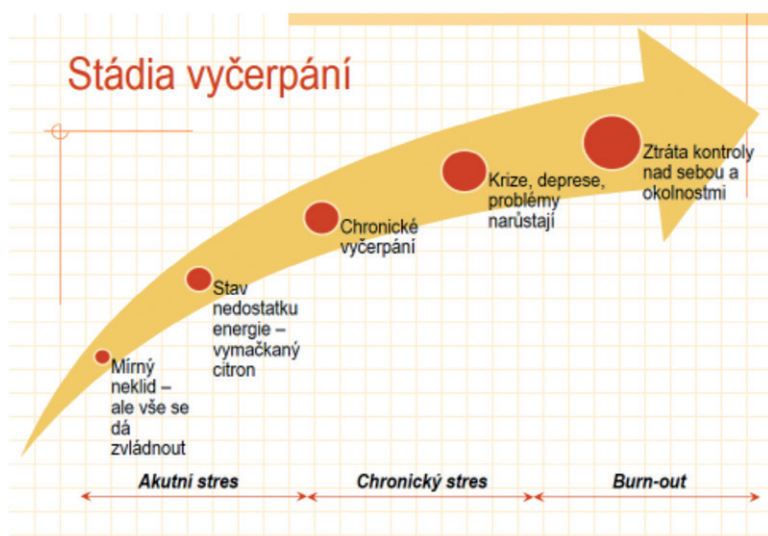 Stádia vyčerpání
Ztráta kontroly
nad sebou a
okolnostmi
Krize, deprese,
problémy
narůstají
Chronické
vyčerpání
Stav
nedostatku
energie –
vymačkaný
citron
Mírný
neklid –
ale vše se
dá
zvládnout
Akutní stres
Chronický stres
Burn-out